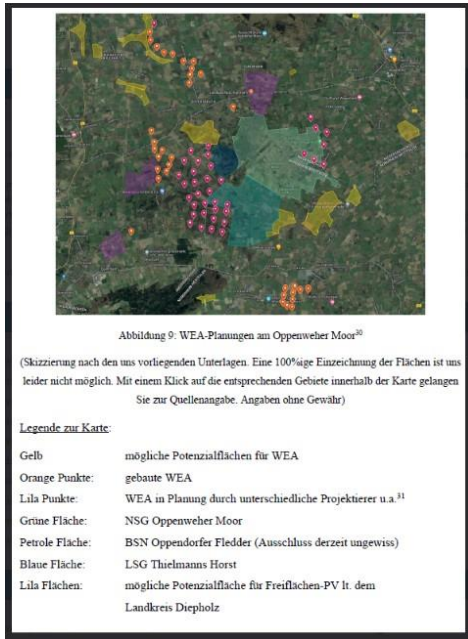 Abbildung 9: WEA-Planungen am Oppenweher Moor³⁰
(Skizzierung nach den uns vorliegenden Unterlagen. Eine 100%ige Einzeichnung der Flächen ist uns
leider nicht möglich. Mit einem Klick auf die entsprechenden Gebiete innerhalb der Karte gelangen
Sie zur Quellenangabe. Angaben ohne Gewähr)
Legende zur Karte:
Gelb mögliche Potenzialflächen für WEA
Orange Punkte: gebaute WEA
Lila Punkte: WEA in Planung durch unterschiedliche Projektierer u.a.³¹
Grüne Fläche: NSG Oppenweher Moor
Petrole Fläche: BSN Oppendorfer Fledder (Ausschluss derzeit ungewiss)
Blaue Fläche: LSG Thielmanns Horst
Lila Flächen: mögliche Potenzialfläche für Freiflächen-PV lt. dem
Landkreis Diepholz